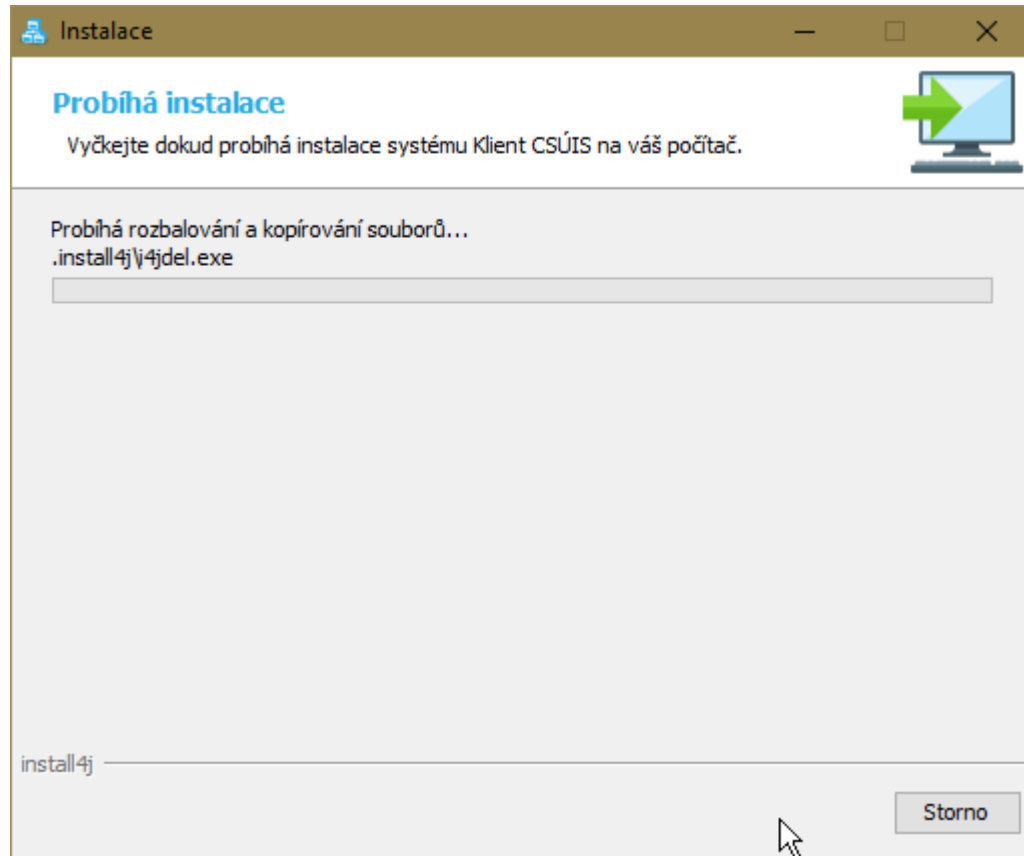 Instalace
Probíhá instalace
Vyčkejte dokud probíhá instalace systému Klient CSÚIS na váš počítač.
Probíhá rozbalování a kopírování souborů...
.install4j\i4jdel.exe
install4j
Storno